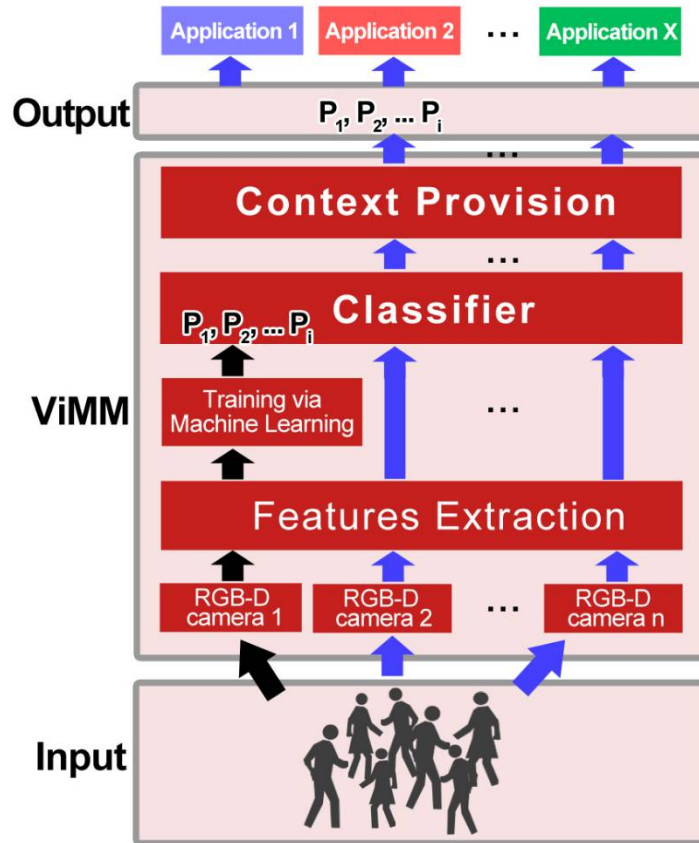 Application 1 Application 2 ... Application X
Output
P1, P2, ... Pi
...
Context Provision
...
Classifier
P1, P2, ... Pi
ViMM
Training via
Machine Learning
...
Features Extraction
RGB-D
camera 1
RGB-D
camera 2
...
RGB-D
camera n
Input